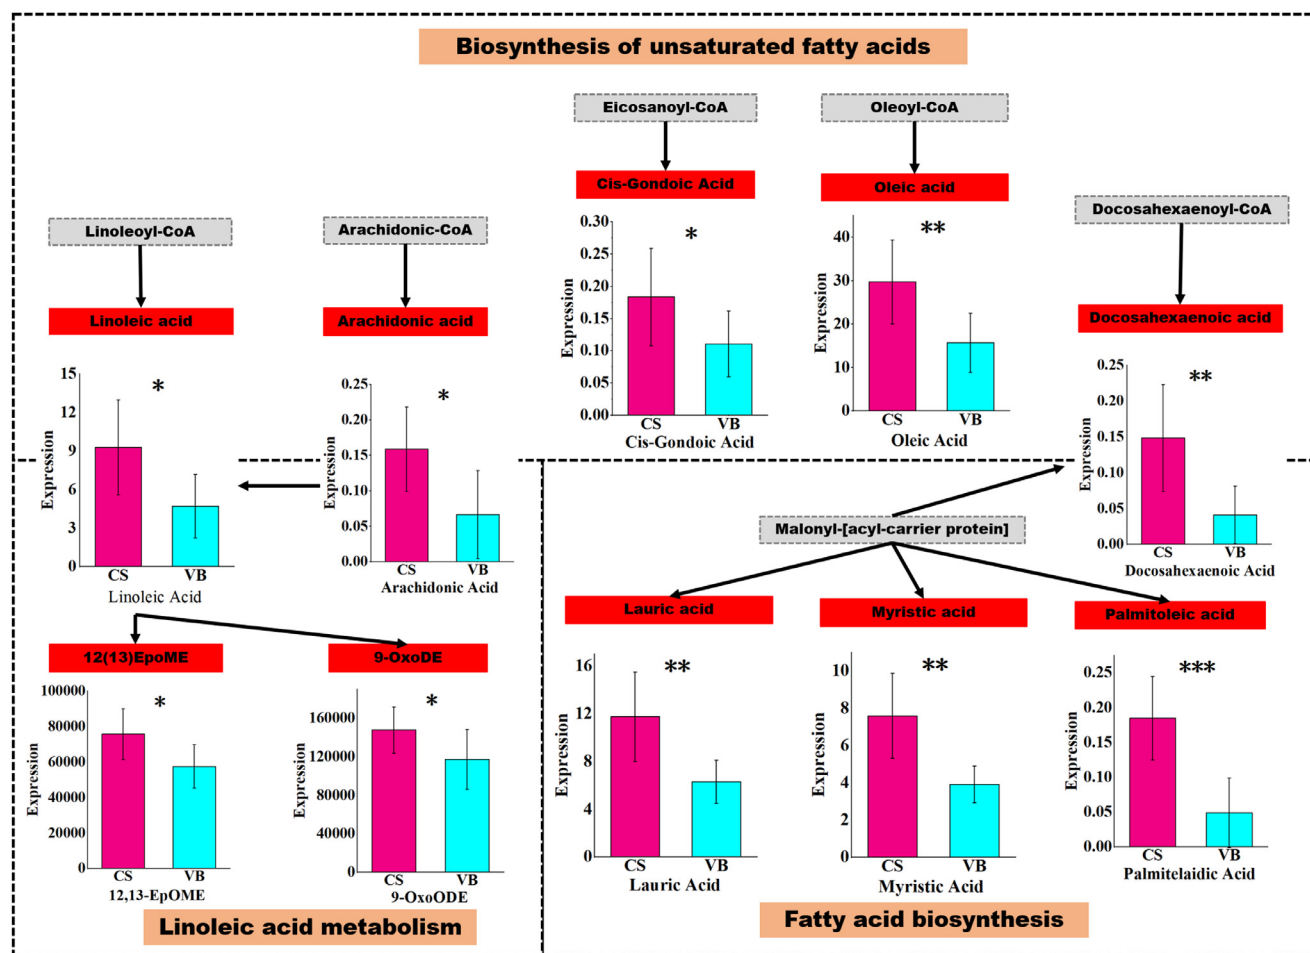 Biosynthesis of unsaturated fatty acids
Eicosanoyl-CoA
Oleoyl-CoA
Cis-Gondoic Acid
Oleic acid
Linoleoyl-CoA
Arachidonic-CoA
Docosahexaenoyl-CoA
Linoleic acid
Arachidonic acid
Docosahexaenoic acid
Expression
0.30
0.25
0.20
0.15
0.10
0.05
0.00
*
CS VB
Cis-Gondoic Acid
Expression
40
30
20
10
0
**
CS VB
Oleic Acid
Expression
15
12
9
6
3
0
*
CS VB
Linoleic Acid
Expression
0.25
0.20
0.15
0.10
0.05
0.00
*
CS VB
Arachidonic Acid
Expression
0.25
0.20
0.15
0.10
0.05
0.00
**
CS VB
Docosahexaenoic Acid
Malonyl-[acyl-carrier protein]
12(13)EpoME
9-OxoDE
Expression
100000
80000
60000
40000
20000
0
*
CS VB
12,13-EpOME
Expression
160000
120000
80000
40000
0
*
CS VB
9-OxoODE
Linoleic acid metabolism
Lauric acid
Myristic acid
Palmitoleic acid
Expression
16
12
8
4
0
**
CS VB
Lauric Acid
Expression
10
8
6
4
2
0
**
CS VB
Myristic Acid
Expression
0.25
0.20
0.15
0.10
0.05
0.00
***
CS VB
Palmitelaidic Acid
Fatty acid biosynthesis